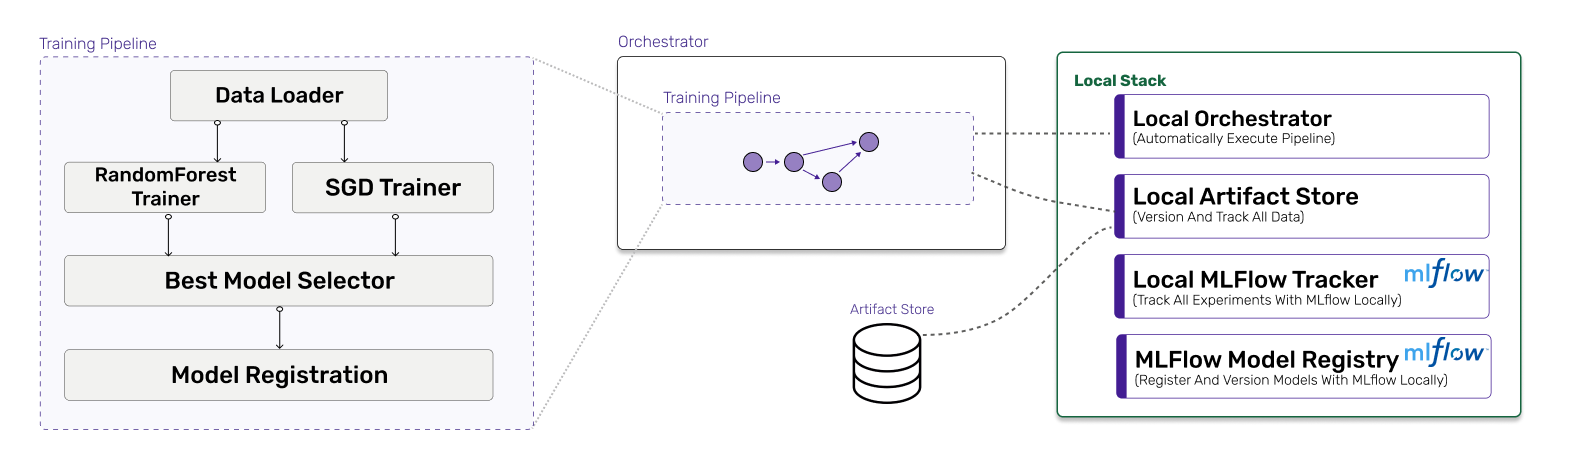 Training Pipeline
Data Loader
RandomForest
Trainer
SGD Trainer
Best Model Selector
Model Registration
Orchestrator
Training Pipeline
Artifact Store
Local Stack
Local Orchestrator
(Automatically Execute Pipeline)
Local Artifact Store
(Version And Track All Data)
Local MLFlow Tracker
mlflow
(Track All Experiments With MLflow Locally)
MLFlow Model Registry
mlflow
(Register And Version Models With MLflow Locally)